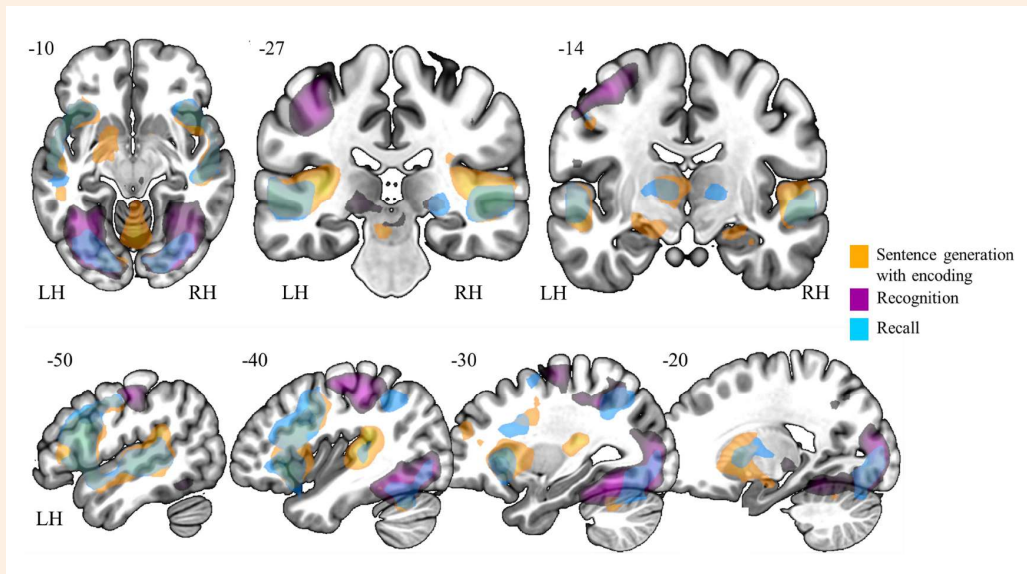 -10
-27
-14
LH
RH
LH
RH
LH
RH
Sentence generation
with encoding
Recognition
Recall
-50
-40
-30
-20
LH